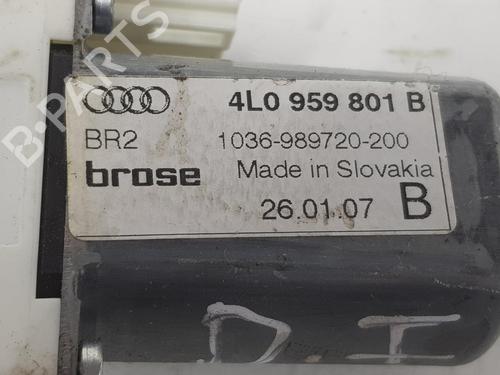 4L0 959 801 B
BR2 1036-989720-200
brose Made in Slovakia
26.01.07 B
D I
B-PARTS